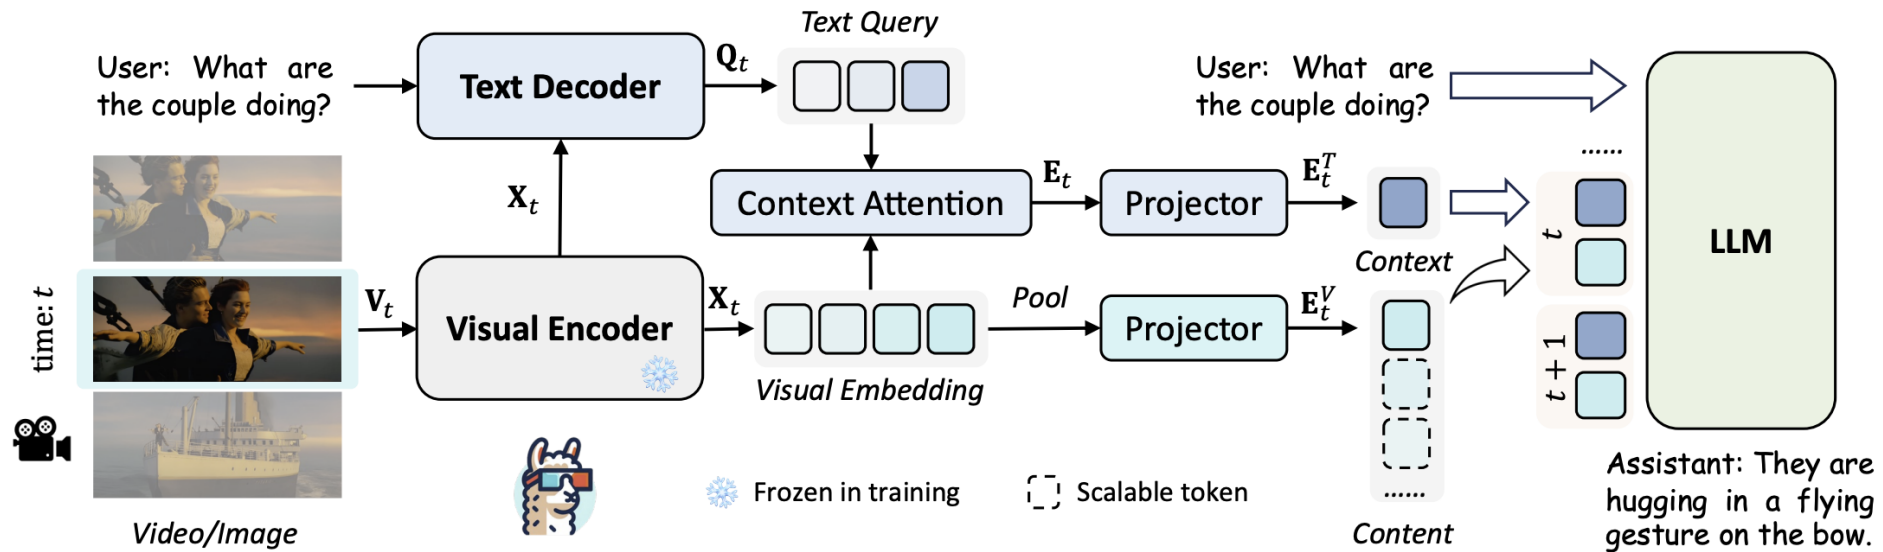 User: What are
the couple doing?
Text Decoder
Q_t
Text Query
User: What are
the couple doing?
......
X_t
Context Attention
E_t
Projector
E_t^T
Context
t
LLM
time: t
V_t
Visual Encoder
X_t
Visual Embedding
Pool
Projector
E_t^V
......
Content
t + 1
Video/Image
Frozen in training
Scalable token
Assistant: They are
hugging in a flying
gesture on the bow.